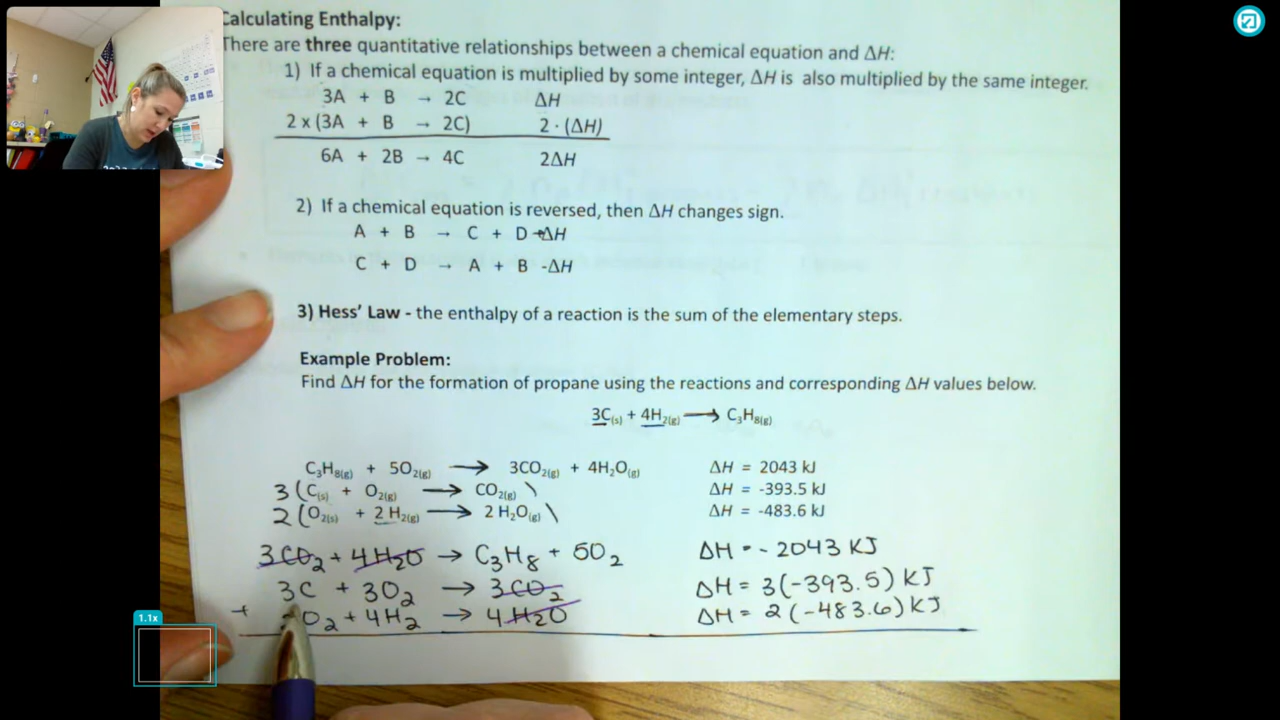 Calculating Enthalpy:
There are three quantitative relationships between a chemical equation and ΔH:
1) If a chemical equation is multiplied by some integer, ΔH is also multiplied by the same integer.
3A + B → 2C ΔH
2 x (3A + B → 2C) 2 · (ΔH)
6A + 2B → 4C 2ΔH
2) If a chemical equation is reversed, then ΔH changes sign.
A + B → C + D +ΔH
C + D → A + B -ΔH
3) Hess' Law - the enthalpy of a reaction is the sum of the elementary steps.
Example Problem:
Find ΔH for the formation of propane using the reactions and corresponding ΔH values below.
3C(s) + 4H2(g) → C3H8(g)
C3H8(g) + 5O2(g) → 3CO2(g) + 4H2O(g) ΔH = 2043 kJ
3(C(s) + O2(g) → CO2(g)) ΔH = -393.5 kJ
2(O2(s) + 2 H2(g) → 2 H2O(g)) ΔH = -483.6 kJ
3CO2 + 4H2O → C3H8 + 5O2 ΔH = - 2043 KJ
3C + 3O2 → 3CO2 ΔH = 3(-393.5) KJ
+ O2 + 4H2 → 4H2O ΔH = 2(-483.6) KJ
1.1x